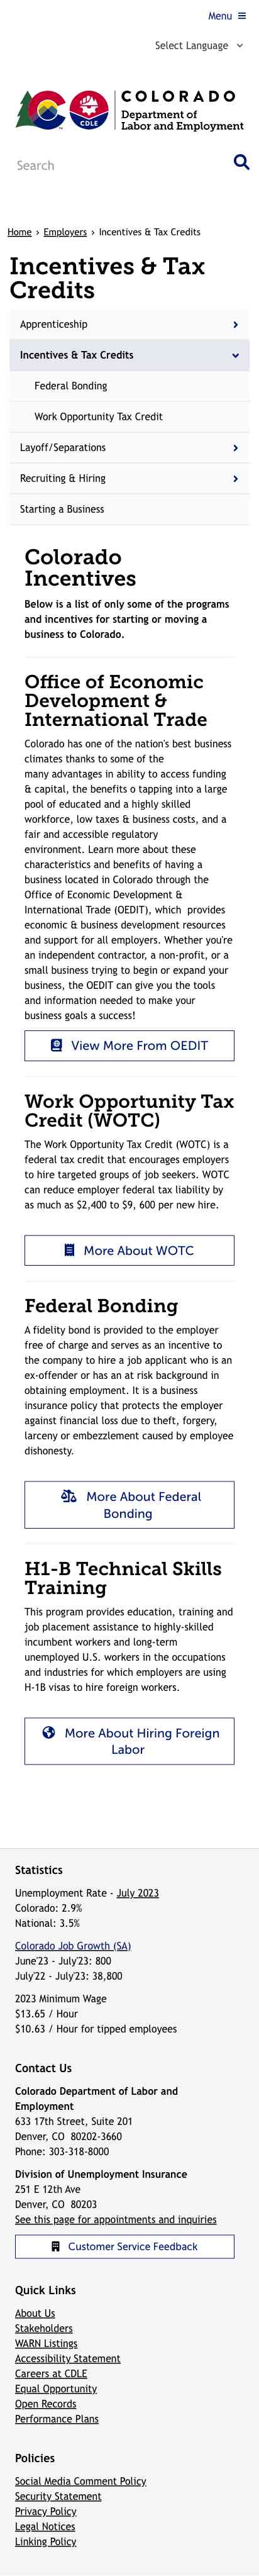 Menu
Select Language
CO
CDLE
COLORADO
Department of
Labor and Employment
Search
Home › Employers › Incentives & Tax Credits
Incentives & Tax
Credits
Apprenticeship
Incentives & Tax Credits
Federal Bonding
Work Opportunity Tax Credit
Layoff/Separations
Recruiting & Hiring
Starting a Business
Colorado
Incentives
Below is a list of only some of the programs
and incentives for starting or moving a
business to Colorado.
Office of Economic
Development &
International Trade
Colorado has one of the nation's best business
climates thanks to some of the
many advantages in ability to access funding
& capital, the benefits o tapping into a large
pool of educated and a highly skilled
workforce, low taxes & business costs, and a
fair and accessible regulatory
environment. Learn more about these
characteristics and benefits of having a
business located in Colorado through the
Office of Economic Development &
International Trade (OEDIT), which  provides
economic & business development resources
and support for all employers. Whether you're
an independent contractor, a non-profit, or a
small business trying to begin or expand your
business, the OEDIT can give you the tools
and information needed to make your
business goals a success!
View More From OEDIT
Work Opportunity Tax
Credit (WOTC)
The Work Opportunity Tax Credit (WOTC) is a
federal tax credit that encourages employers
to hire targeted groups of job seekers. WOTC
can reduce employer federal tax liability by
as much as $2,400 to $9, 600 per new hire.
More About WOTC
Federal Bonding
A fidelity bond is provided to the employer
free of charge and serves as an incentive to
the company to hire a job applicant who is an
ex-offender or has an at risk background in
obtaining employment. It is a business
insurance policy that protects the employer
against financial loss due to theft, forgery,
larceny or embezzlement caused by employee
dishonesty.
More About Federal
Bonding
H1-B Technical Skills
Training
This program provides education, training and
job placement assistance to highly-skilled
incumbent workers and long-term
unemployed U.S. workers in the occupations
and industries for which employers are using
H-1B visas to hire foreign workers.
More About Hiring Foreign
Labor
Statistics
Unemployment Rate - July 2023
Colorado: 2.9%
National: 3.5%
Colorado Job Growth (SA)
June'23 - July'23: 800
July'22 - July'23: 38,800
2023 Minimum Wage
$13.65 / Hour
$10.63 / Hour for tipped employees
Contact Us
Colorado Department of Labor and
Employment
633 17th Street, Suite 201
Denver, CO  80202-3660
Phone: 303-318-8000
Division of Unemployment Insurance
251 E 12th Ave
Denver, CO  80203
See this page for appointments and inquiries
Customer Service Feedback
Quick Links
About Us
Stakeholders
WARN Listings
Accessibility Statement
Careers at CDLE
Equal Opportunity
Open Records
Performance Plans
Policies
Social Media Comment Policy
Security Statement
Privacy Policy
Legal Notices
Linking Policy